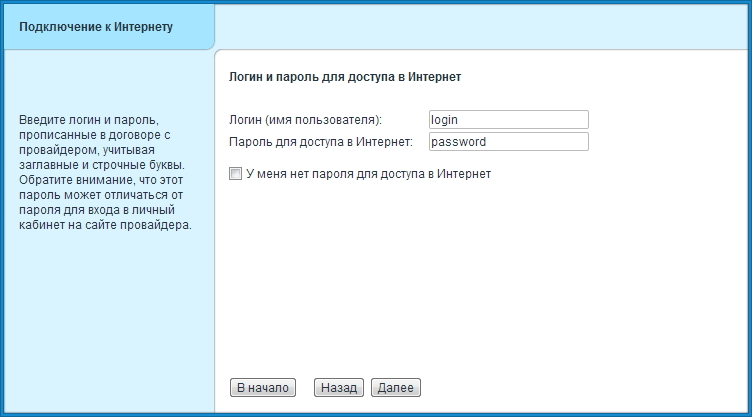 Подключение к Интернету
Введите логин и пароль,
прописанные в договоре с
провайдером, учитывая
заглавные и строчные буквы.
Обратите внимание, что этот
пароль может отличаться от
пароля для входа в личный
кабинет на сайте провайдера.
Логин и пароль для доступа в Интернет
Логин (имя пользователя): login
Пароль для доступа в Интернет: password
У меня нет пароля для доступа в Интернет
В начало Назад Далее